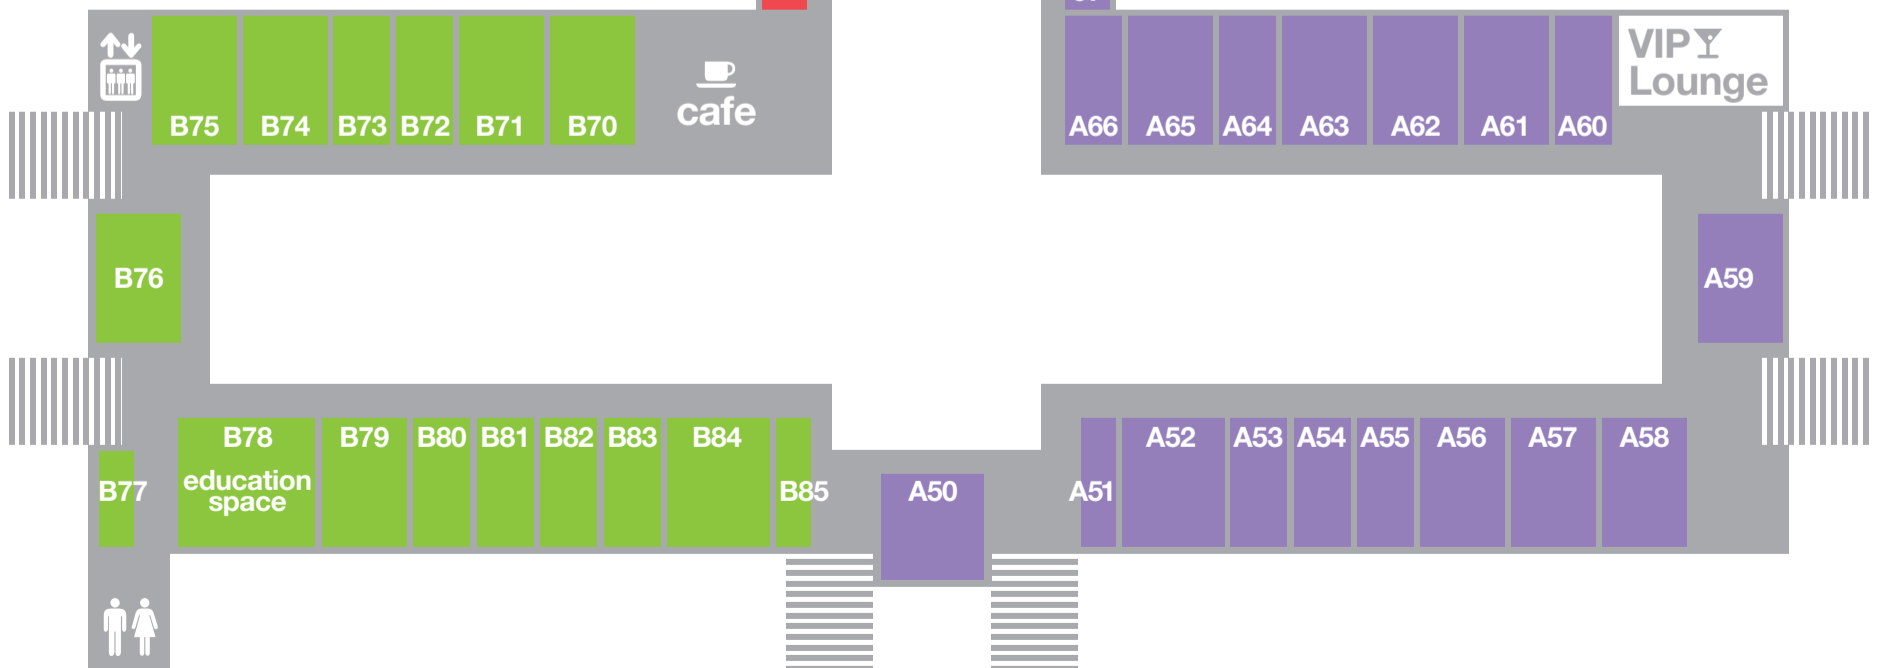 B75
B74
B73
B72
B71
B70
cafe
A66
A65
A64
A63
A62
A61
A60
VIP
Lounge
B76
A59
B77
B78
education
space
B79
B80
B81
B82
B83
B84
B85
A50
A51
A52
A53
A54
A55
A56
A57
A58